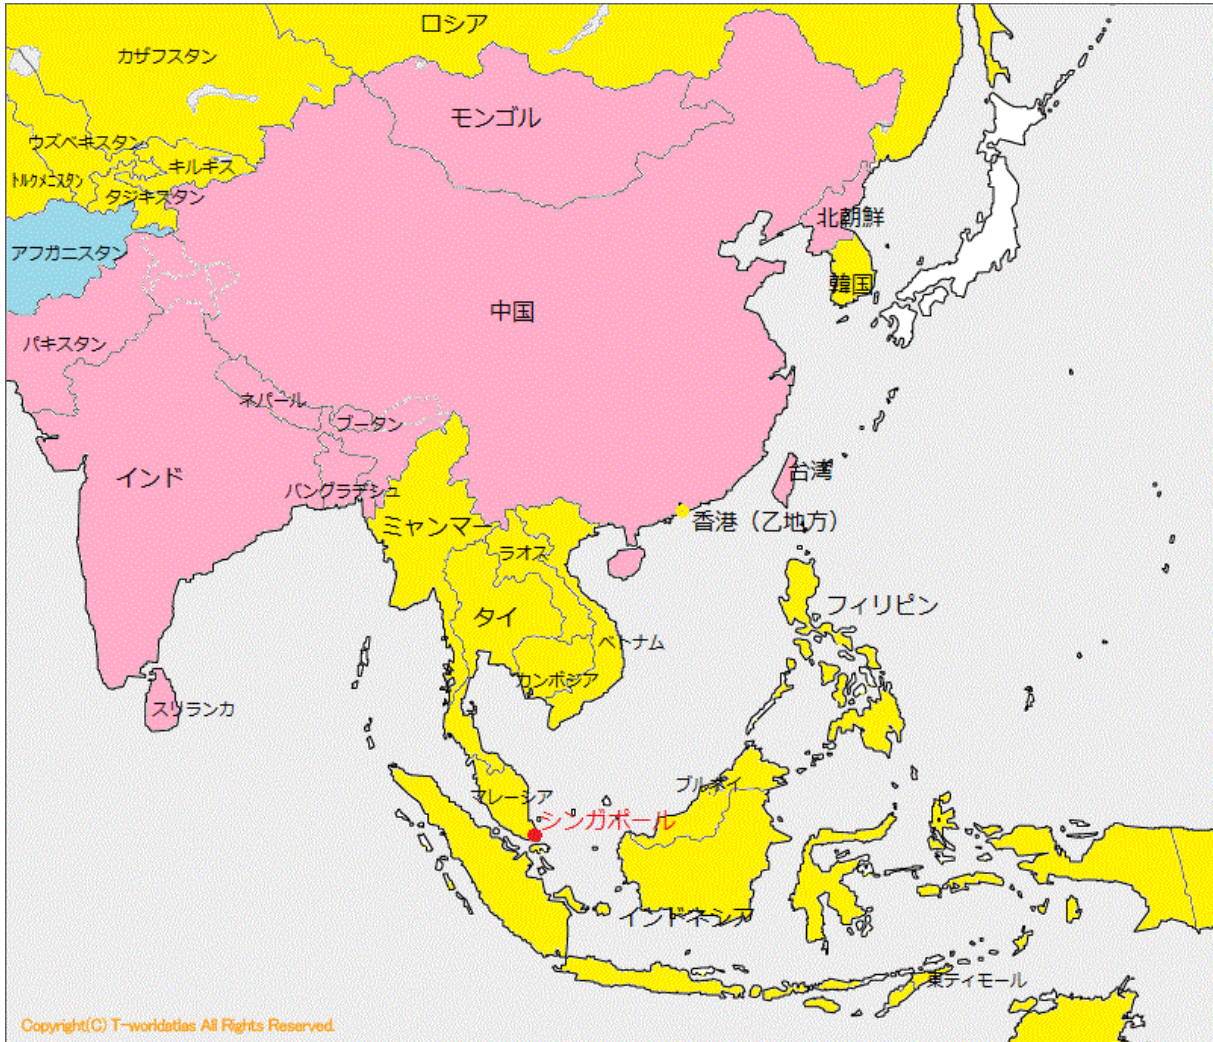 ロシア
カザフスタン
モンゴル
ウズベキスタン
キルギス
トルクメニスタン
タジキスタン
北朝鮮
アフガニスタン
韓国
中国
パキスタン
ネパール
ブータン
インド
台湾
バングラデシュ
香港（乙地方）
ミャンマー
ラオス
フィリピン
タイ
ベトナム
カンボジア
スリランカ
ブルネイ
マレーシア
シンガポール
インドネシア
東ティモール
Copyright(C) T-worldatlas All Rights Reserved.